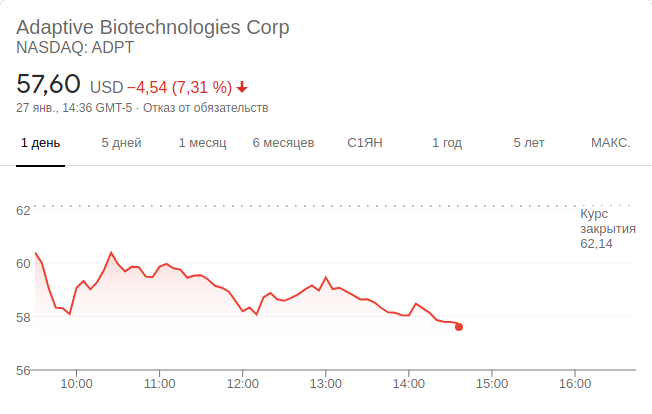 Adaptive Biotechnologies Corp
NASDAQ: ADPT
57,60 USD −4,54 (7,31 %)
27 янв., 14:36 GMT-5 · Отказ от обязательств
1 день 5 дней 1 месяц 6 месяцев С1ЯН 1 год 5 лет МАКС.
62
Курс
закрытия
62,14
60
58
56
10:00 11:00 12:00 13:00 14:00 15:00 16:00